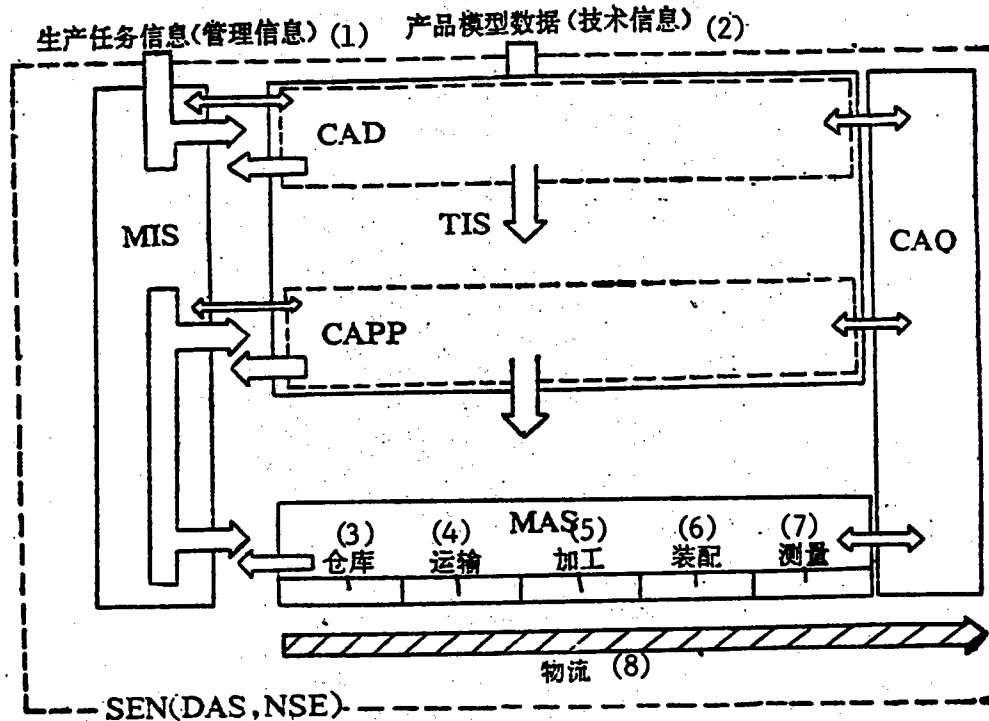 生产任务信息(管理信息) (1)
产品模型数据(技术信息) (2)
CAD
MIS
TIS
CAQ
CAPP
MAS
(3) (4) (5) (6) (7)
仓库 运输 加工 装配 测量
物流 (8)
SEN(DAS,NSE)